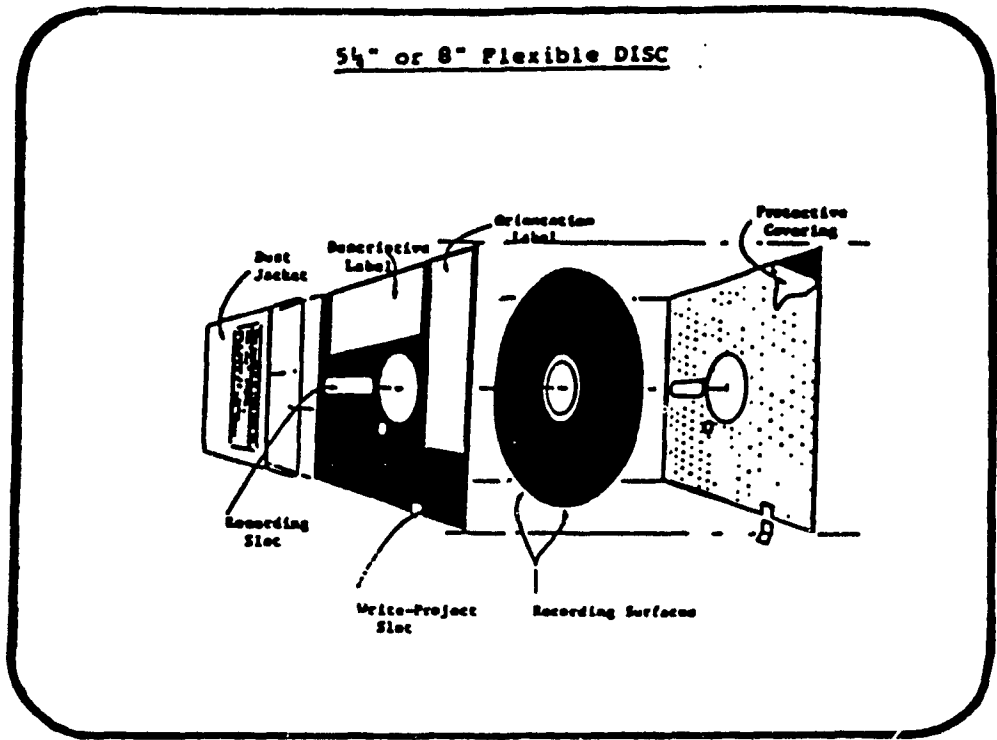 5¼" or 8" Flexible DISC
Orientation
Label
Protective
Covering
Descriptive
Label
Dust
Jacket
Recording
Slot
Write-Project
Slot
Recording Surfaces